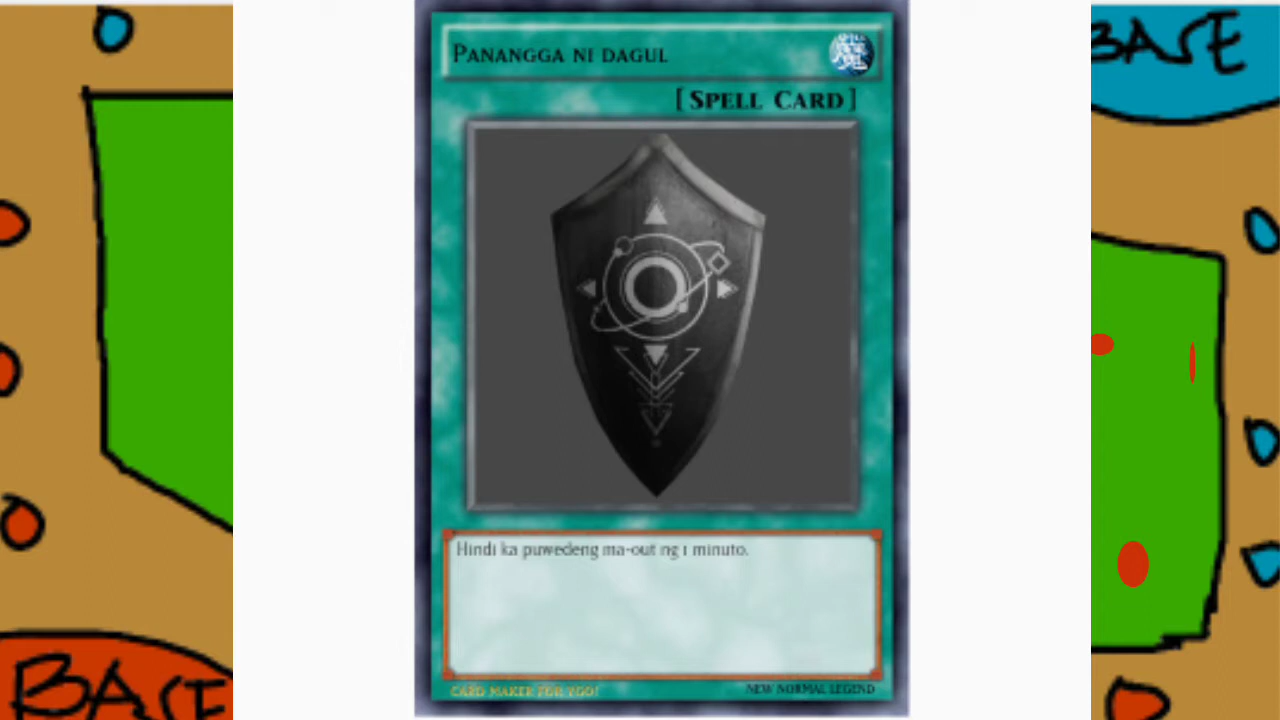 BASE
PANANGGA NI DAGUL
[SPELL CARD]
Hindi ka puwedeng ma-out ng 1 minuto.
CARD MAKER FOR YGO!
NEW NORMAL LEGEND
BASE